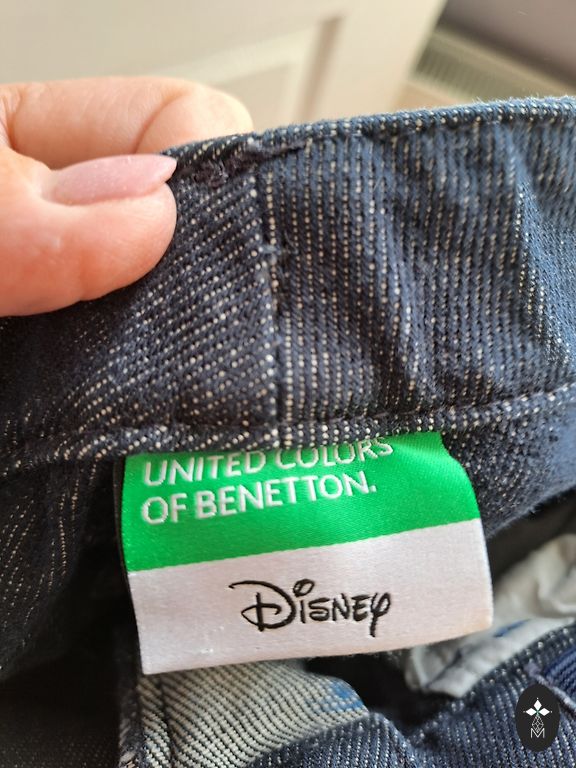 UNITED COLORS
OF BENETTON.
Disney
M